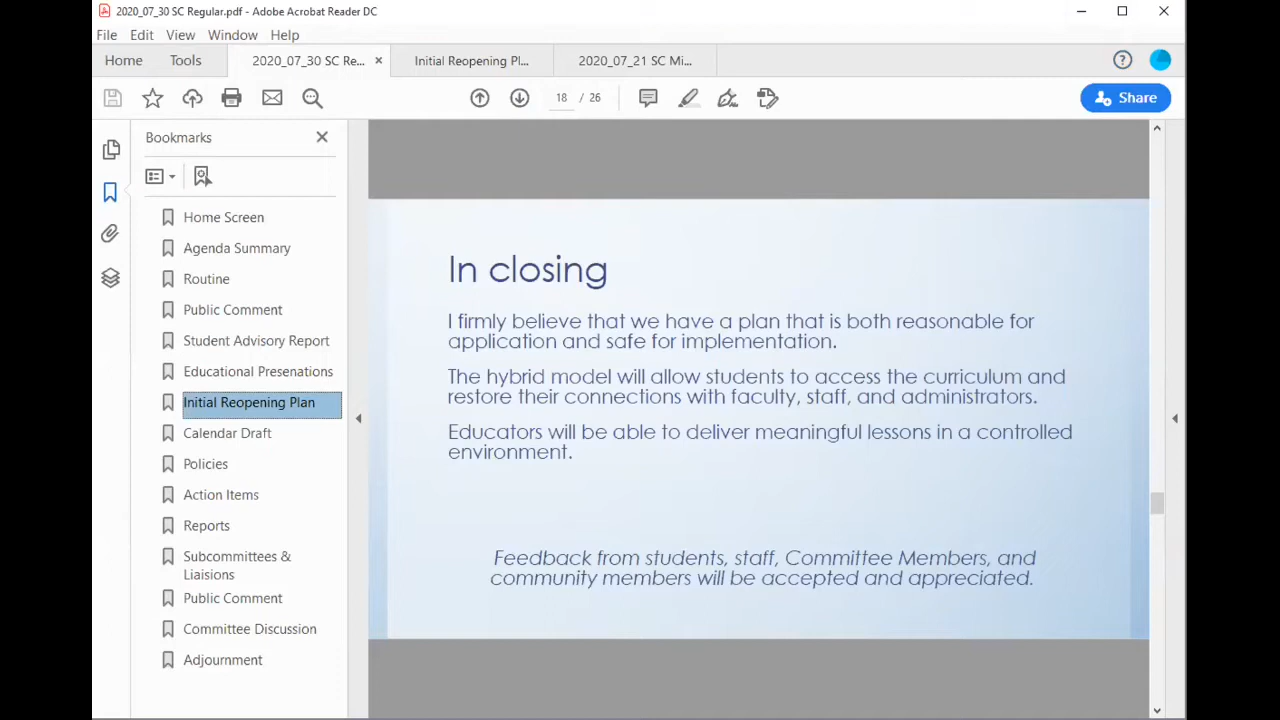 2020_07_30 SC Regular.pdf - Adobe Acrobat Reader DC
File Edit View Window Help
Home Tools 2020_07_30 SC Re... × Initial Reopening Pl... 2020_07_21 SC Mi...
18 / 26 Share
Bookmarks
Home Screen
Agenda Summary
Routine
Public Comment
Student Advisory Report
Educational Presenations
Initial Reopening Plan
Calendar Draft
Policies
Action Items
Reports
Subcommittees &
Liaisions
Public Comment
Committee Discussion
Adjournment
In closing
I firmly believe that we have a plan that is both reasonable for
application and safe for implementation.
The hybrid model will allow students to access the curriculum and
restore their connections with faculty, staff, and administrators.
Educators will be able to deliver meaningful lessons in a controlled
environment.
Feedback from students, staff, Committee Members, and
community members will be accepted and appreciated.